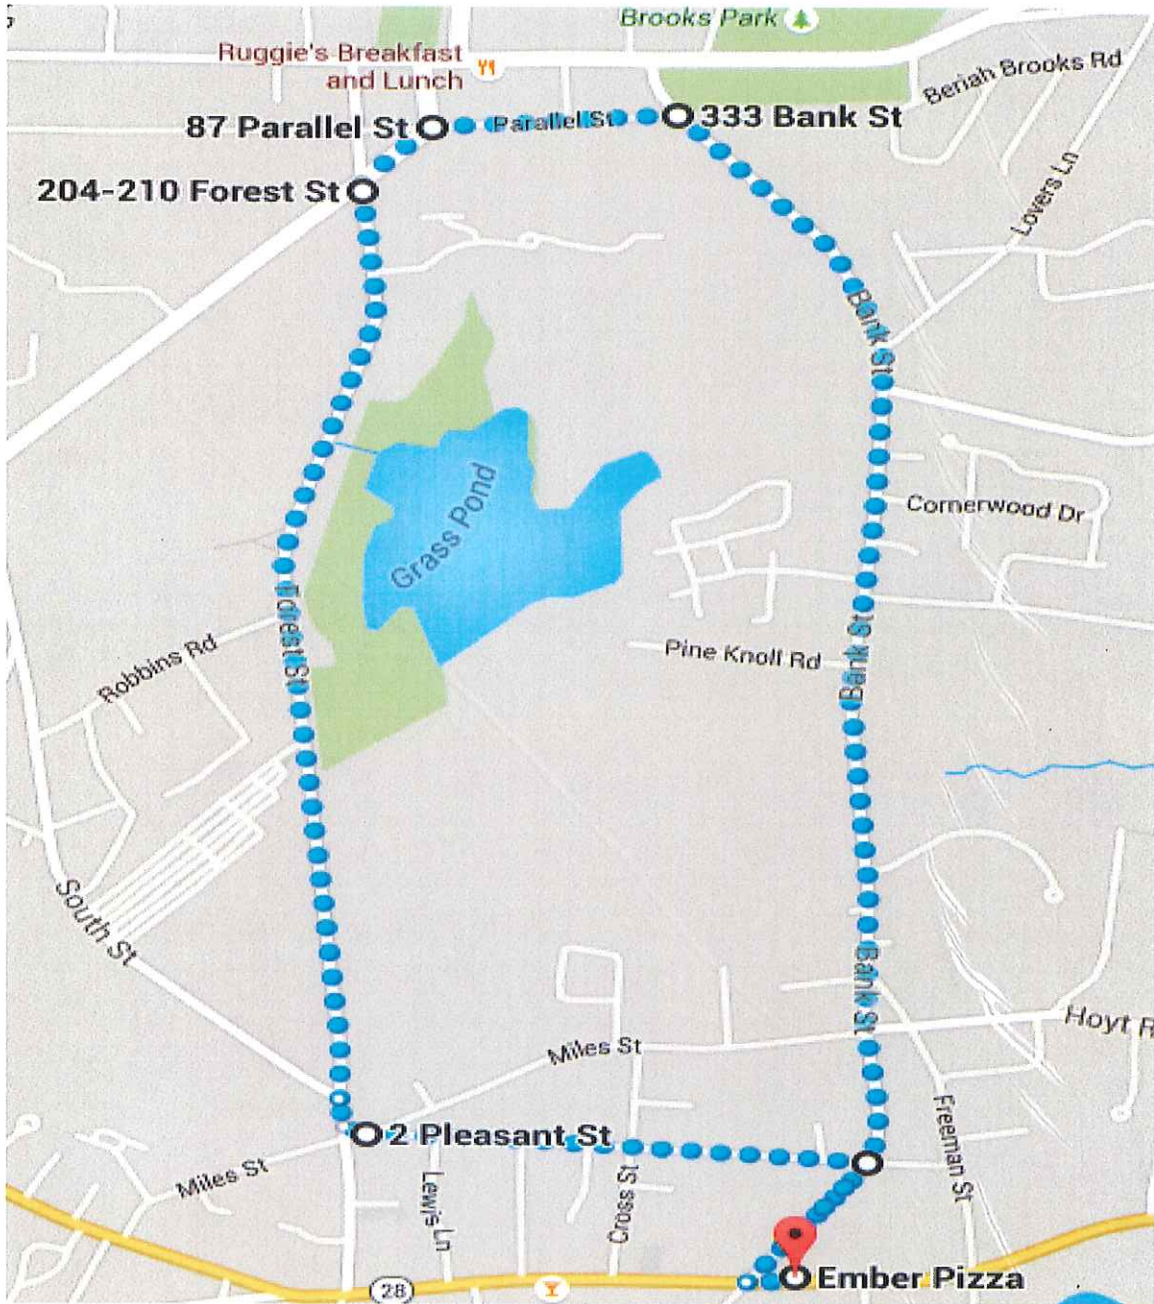 Brooks Park
Ruggie's Breakfast
and Lunch
Beriah Brooks Rd
87 Parallel St
Parallel St
333 Bank St
204-210 Forest St
Lovers Ln
Bank St
Grass Pond
Cornerwood Dr
Forest St
Robbins Rd
Bank St
Pine Knoll Rd
South St
Bank St
Hoyt R
Miles St
2 Pleasant St
Freeman St
Miles St
Lewis Ln
Cross St
28
Ember Pizza